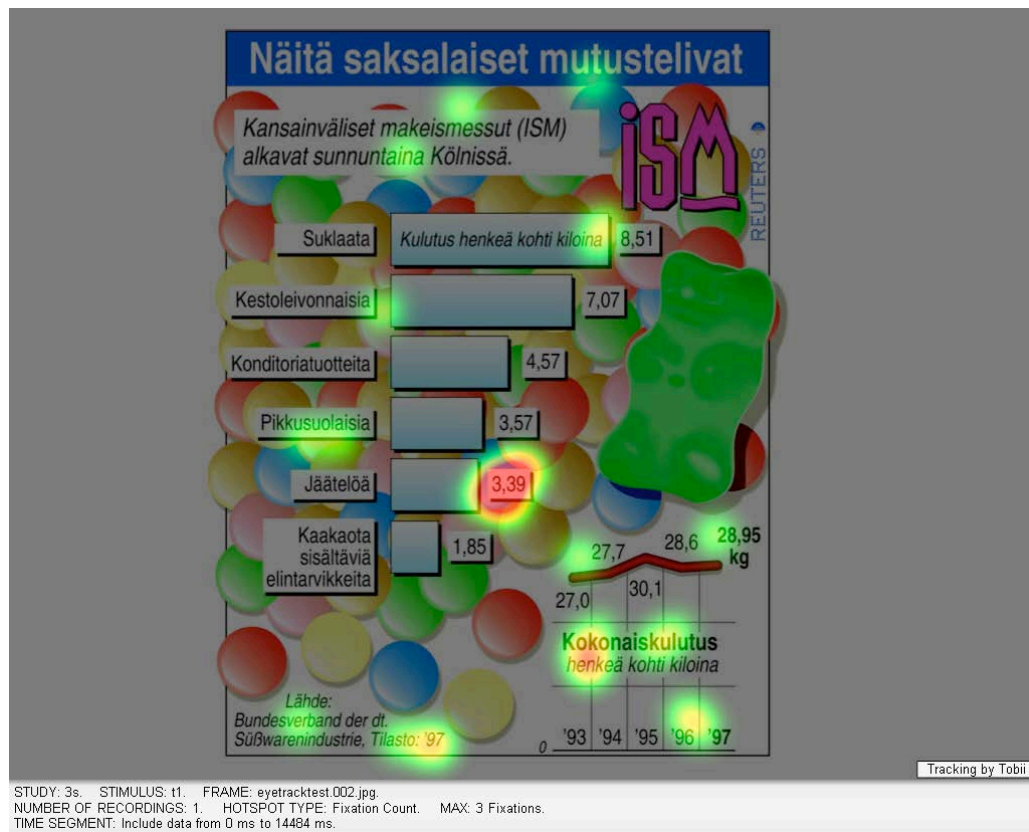 Näitä saksalaiset mutustelivat
Kansainväliset makeismessut (ISM)
alkavat sunnuntaina Kölnissä.
iSM
REUTERS
Suklaata
Kulutus henkeä kohti kiloina
8,51
Kestoleivonnaisia
7,07
Konditoriatuotteita
4,57
Pikkusuolaisia
3,57
Jäätelöä
3,39
Kaakaota
sisältäviä
elintarvikkeita
1,85
27,0
27,7
30,1
28,6
28,95
kg
Kokonaiskulutus
henkeä kohti kiloina
0 '93 '94 '95 '96 '97
Lähde:
Bundesverband der dt.
Süßwarenindustrie, Tilasto: '97
Tracking by Tobii
STUDY: 3s. STIMULUS: t1. FRAME: eyetracktest.002.jpg.
NUMBER OF RECORDINGS: 1. HOTSPOT TYPE: Fixation Count. MAX: 3 Fixations.
TIME SEGMENT: Include data from 0 ms to 14484 ms.